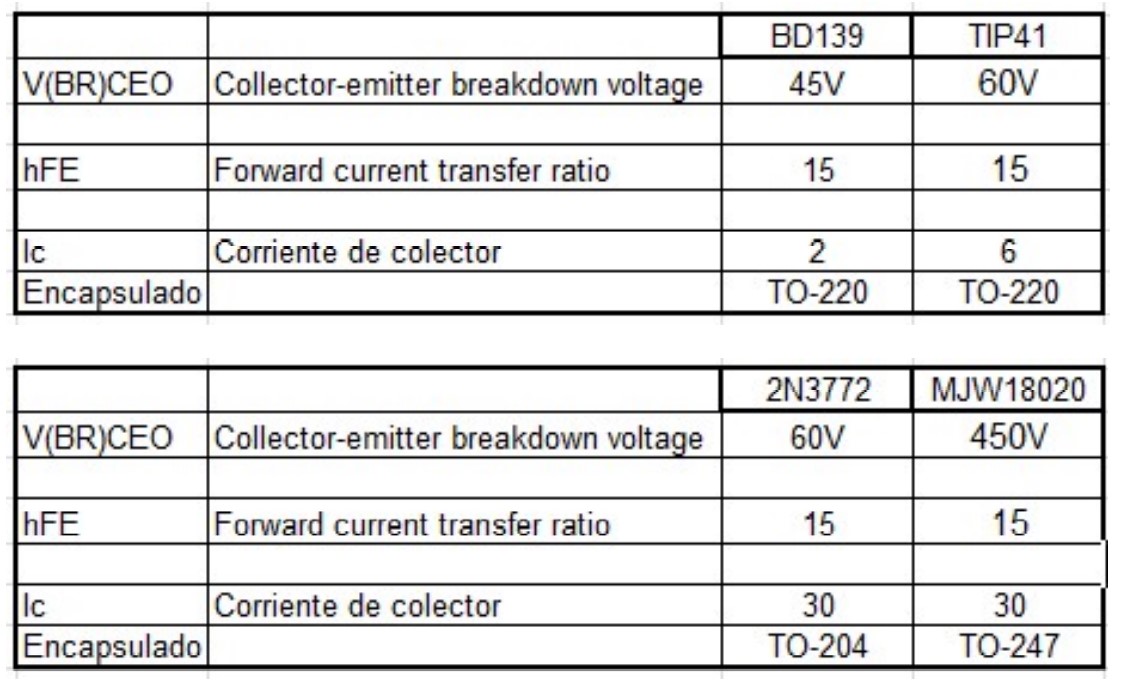 BD139 TIP41
V(BR)CEO Collector-emitter breakdown voltage 45V 60V
hFE Forward current transfer ratio 15 15
Ic Corriente de colector 2 6
Encapsulado TO-220 TO-220
2N3772 MJW18020
V(BR)CEO Collector-emitter breakdown voltage 60V 450V
hFE Forward current transfer ratio 15 15
Ic Corriente de colector 30 30
Encapsulado TO-204 TO-247